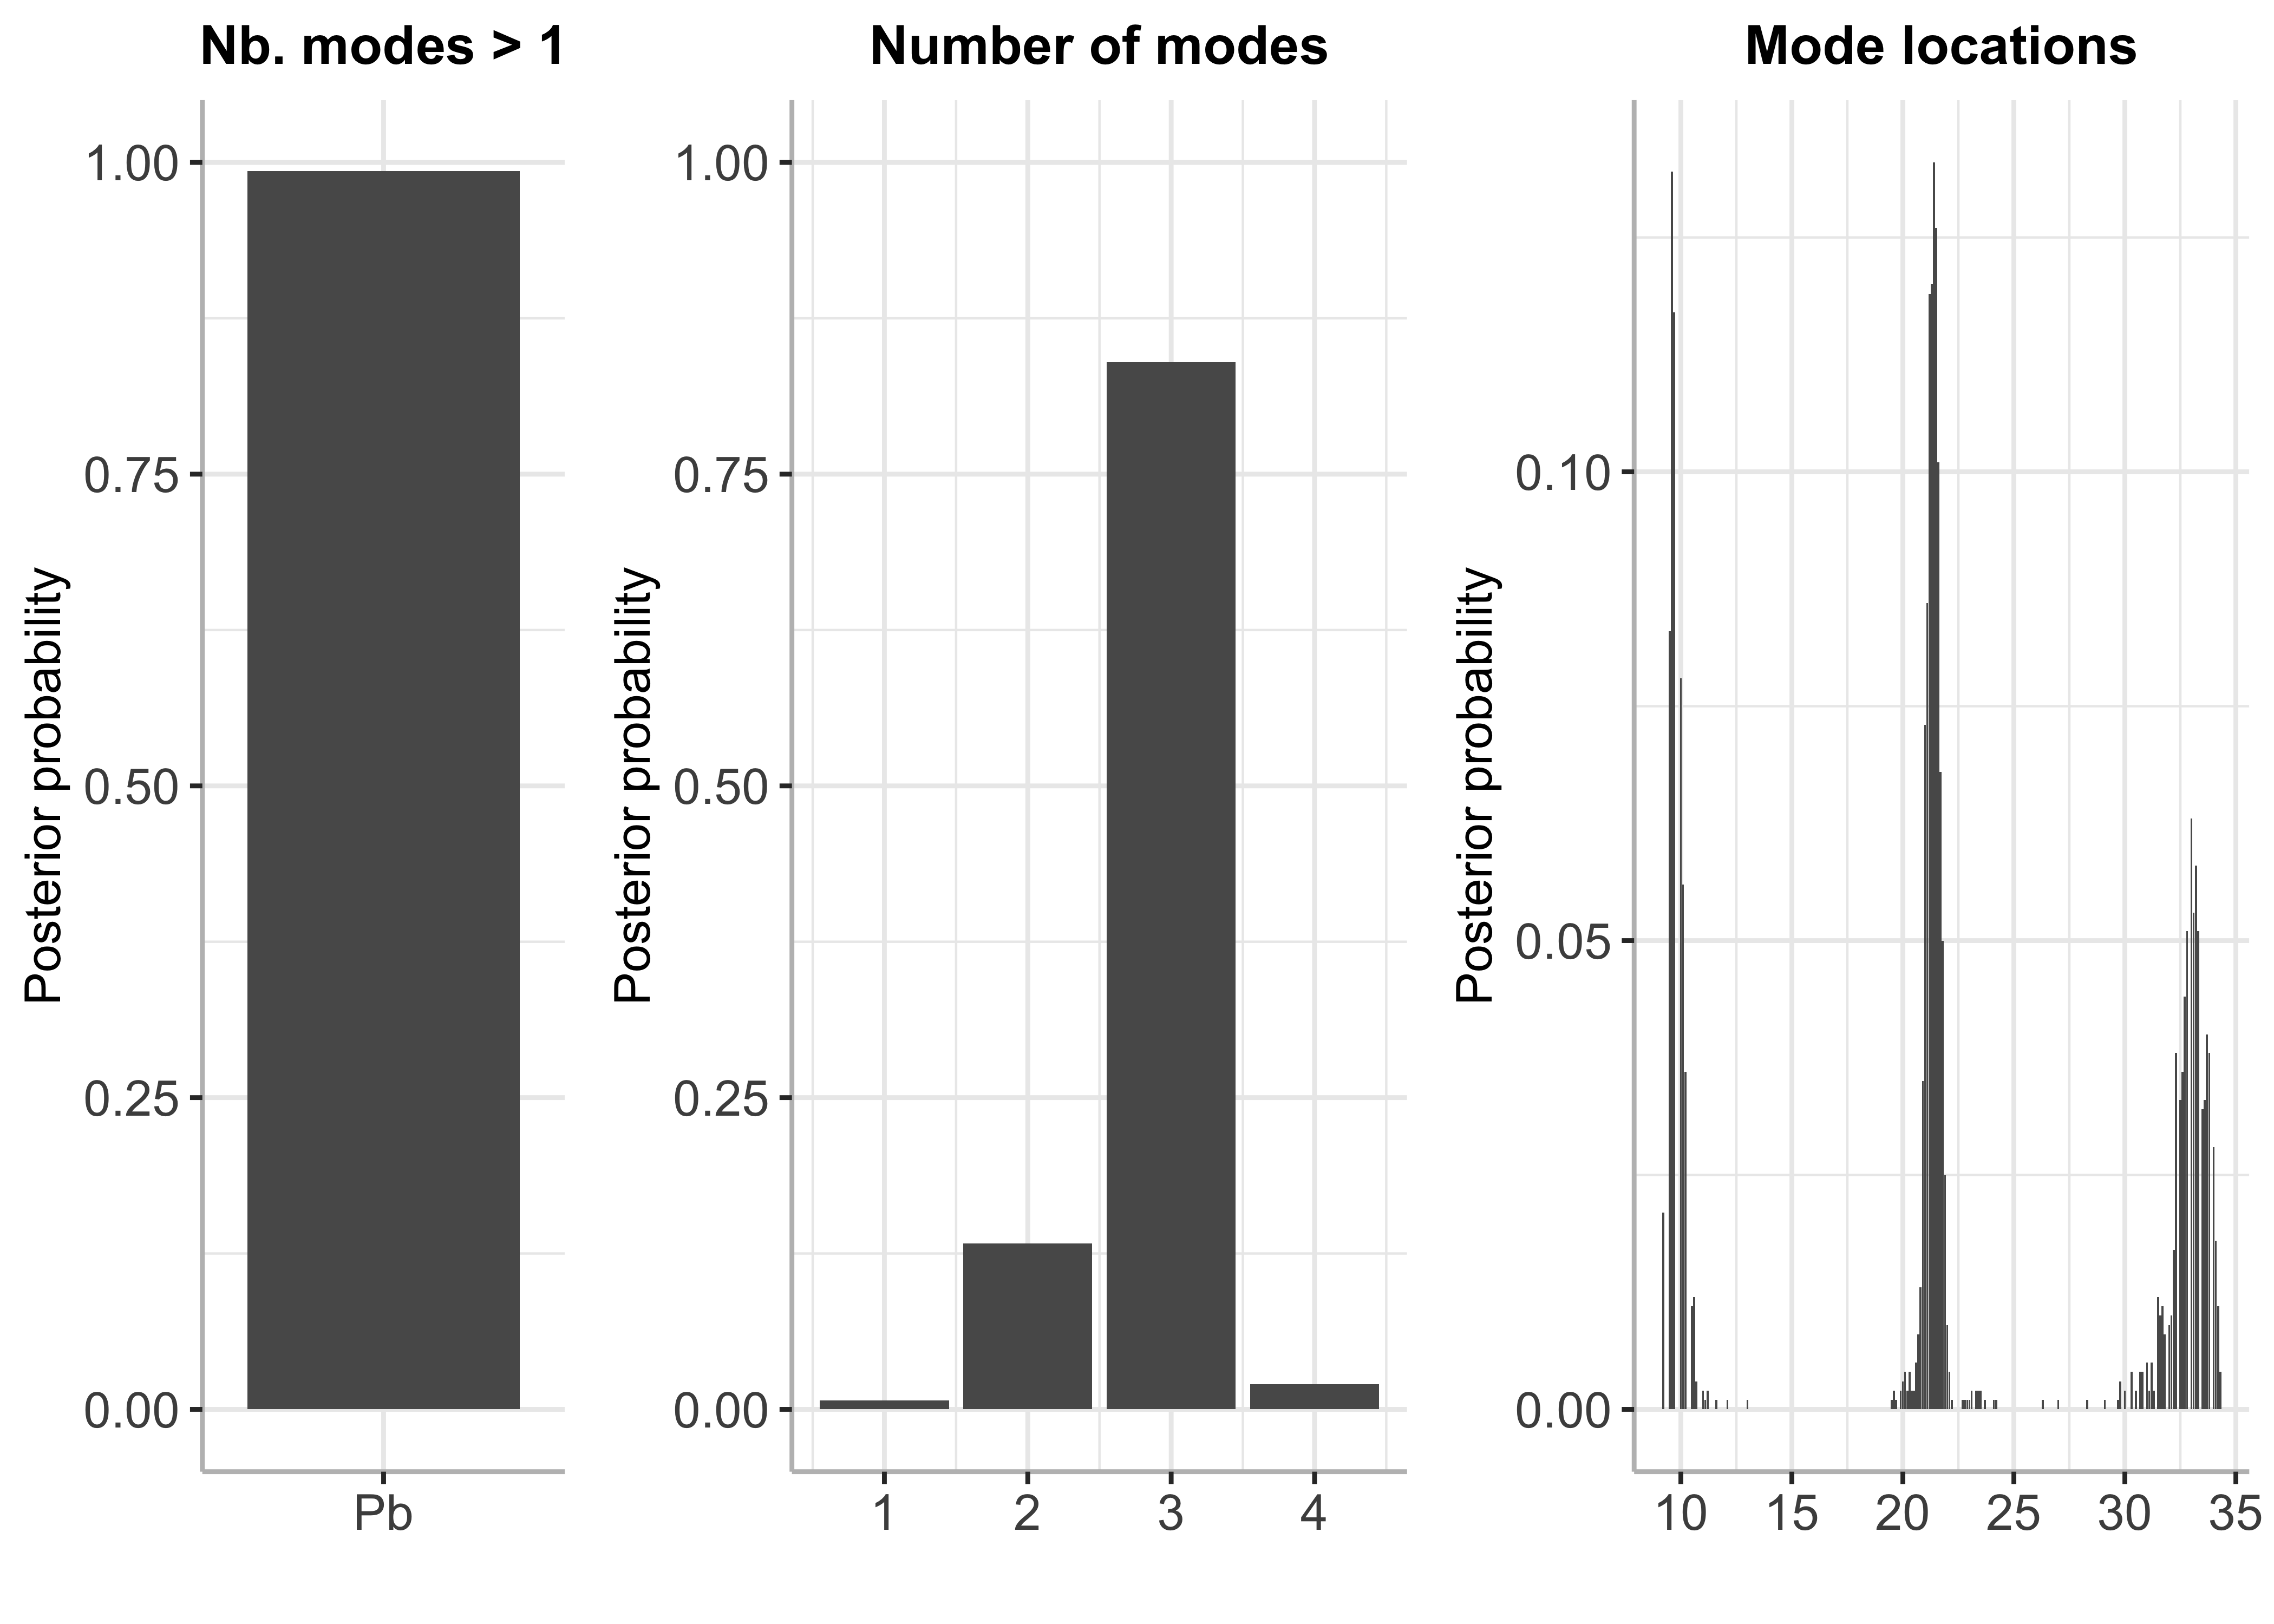 Nb. modes > 1
Number of modes
Mode locations
Posterior probability
1.00
0.75
0.50
0.25
0.00
Pb
Posterior probability
1.00
0.75
0.50
0.25
0.00
1 2 3 4
Posterior probability
0.10
0.05
0.00
10 15 20 25 30 35